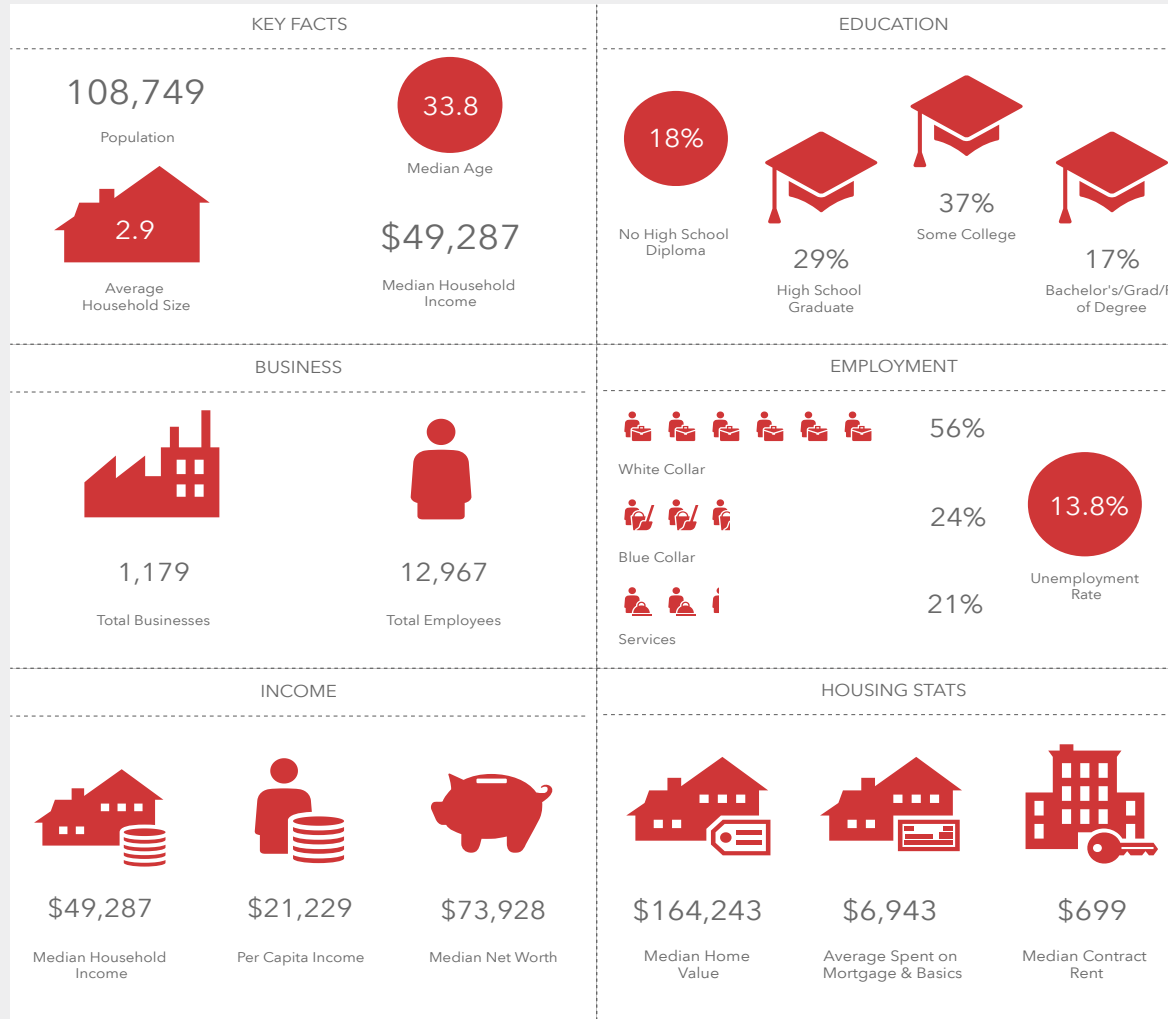 KEY FACTS
108,749
Population
33.8
Median Age
2.9
Average
Household Size
$49,287
Median Household
Income
EDUCATION
18%
No High School
Diploma
29%
High School
Graduate
37%
Some College
17%
Bachelor's/Grad/
of Degree
BUSINESS
1,179
Total Businesses
12,967
Total Employees
EMPLOYMENT
56%
White Collar
24%
Blue Collar
21%
Services
13.8%
Unemployment
Rate
INCOME
$49,287
Median Household
Income
$21,229
Per Capita Income
$73,928
Median Net Worth
HOUSING STATS
$164,243
Median Home
Value
$6,943
Average Spent on
Mortgage & Basics
$699
Median Contract
Rent